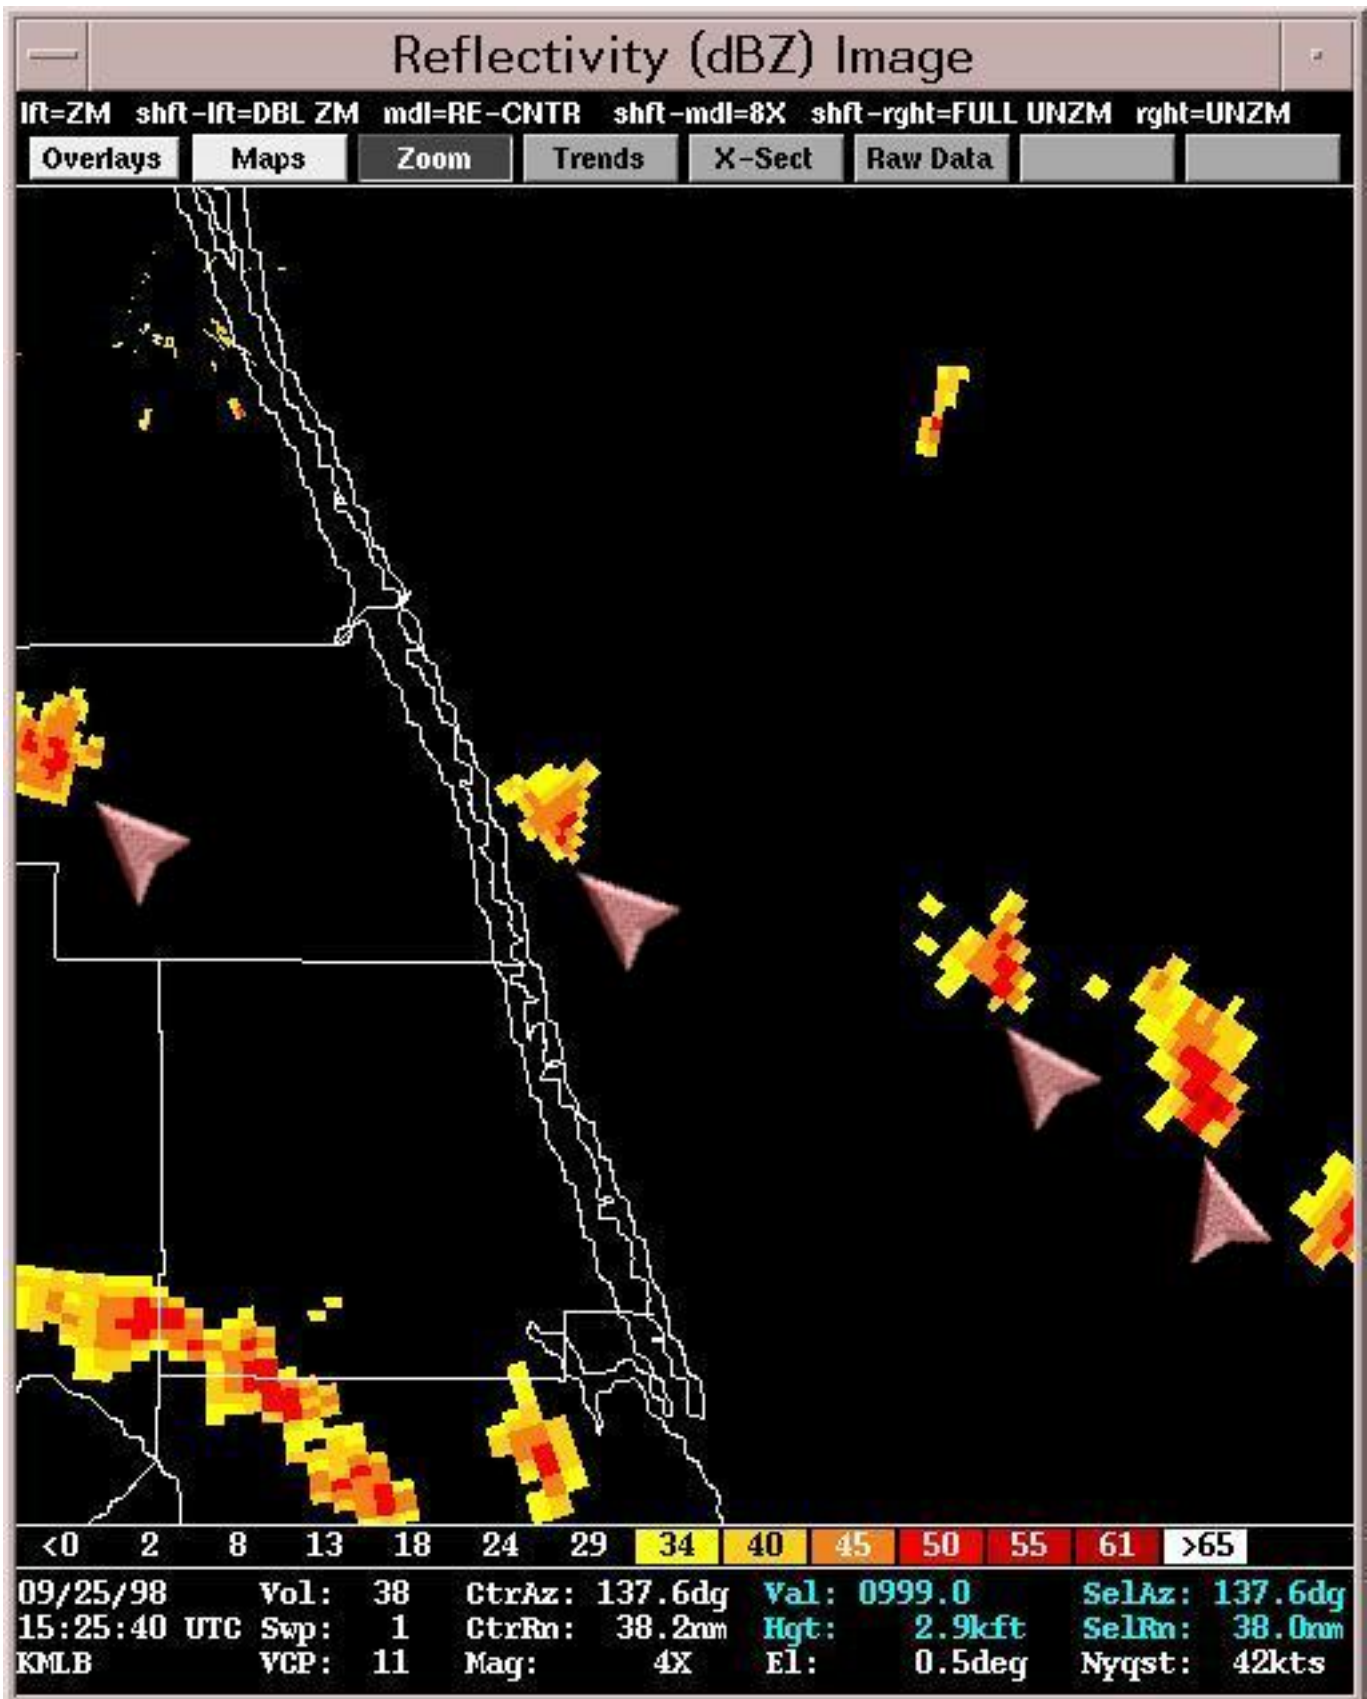 Reflectivity (dBZ) Image
lft=ZM shft-lft=DBL ZM mdl=RE-CNTR shft-mdl=8X shft-rght=FULL UNZM rght=UNZM
Overlays Maps Zoom Trends X-Sect Raw Data
<0 2 8 13 18 24 29 34 40 45 50 55 61 >65
09/25/98 Vol: 38 CtrAz: 137.6dg Val: 0999.0 SelAz: 137.6dg
15:25:40 UTC Swp: 1 CtrRn: 38.2nm Hgt: 2.9kft SelRn: 38.0nm
KMLB VCP: 11 Mag: 4X El: 0.5deg Nyqst: 42kts